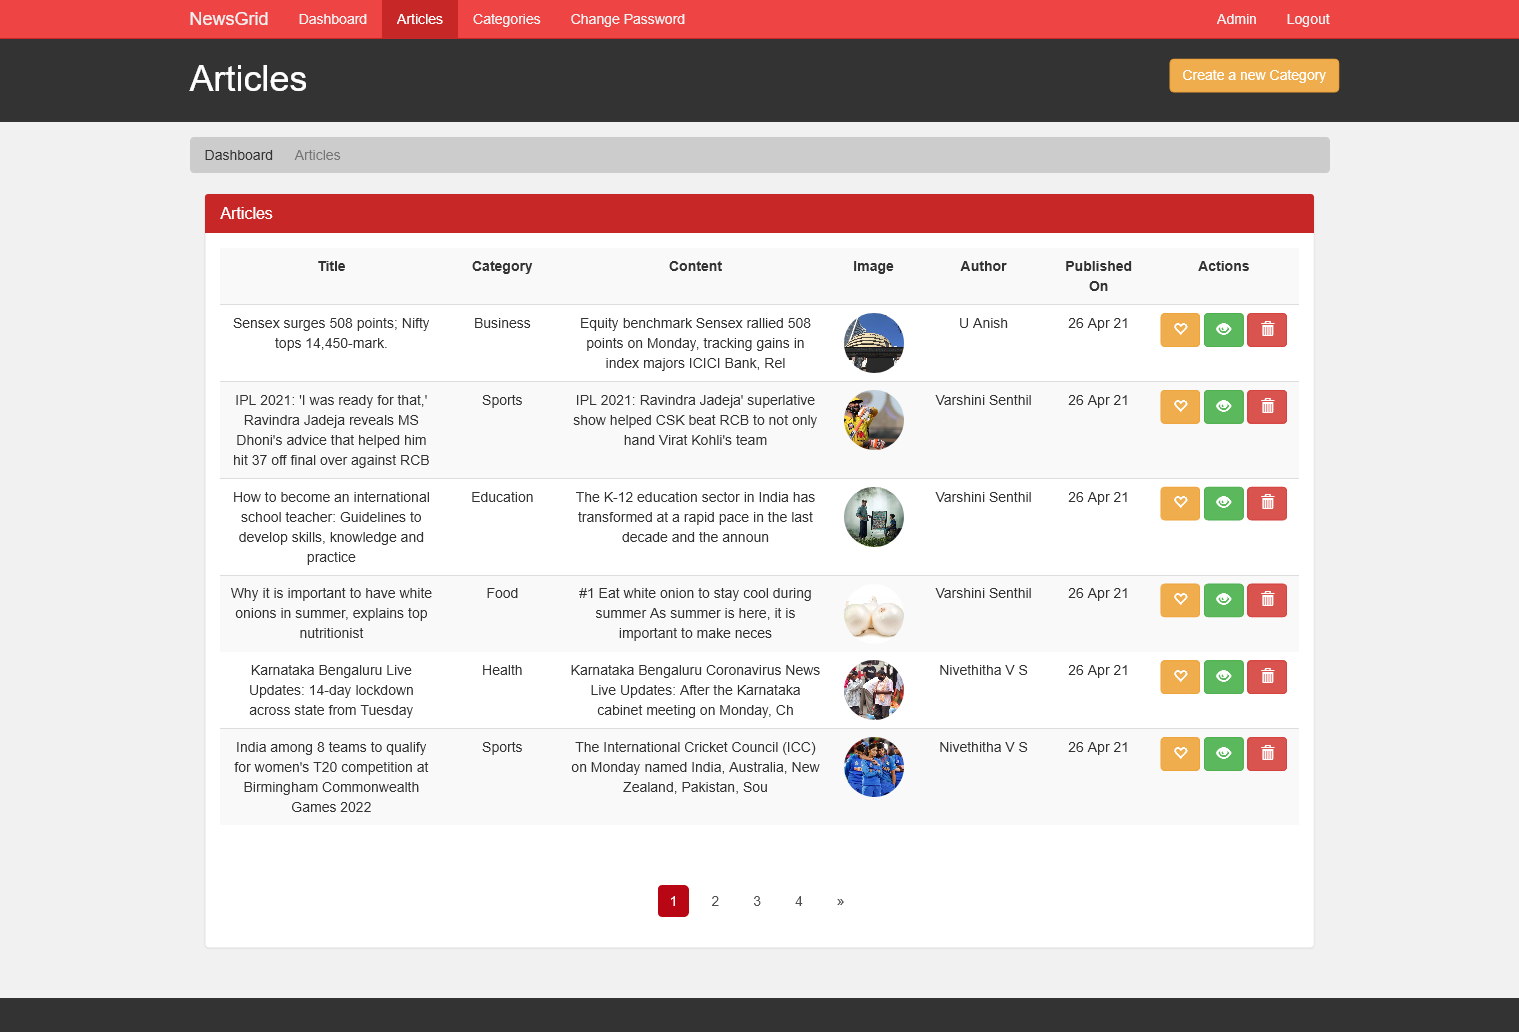 NewsGrid Dashboard Articles Categories Change Password Admin Logout
Articles
Create a new Category
Dashboard Articles
Articles
Title Category Content Image Author Published On Actions
Sensex surges 508 points; Nifty
tops 14,450-mark.
Business
Equity benchmark Sensex rallied 508
points on Monday, tracking gains in
index majors ICICI Bank, Rel
U Anish
26 Apr 21
IPL 2021: 'I was ready for that,'
Ravindra Jadeja reveals MS
Dhoni's advice that helped him
hit 37 off final over against RCB
Sports
IPL 2021: Ravindra Jadeja' superlative
show helped CSK beat RCB to not only
hand Virat Kohli's team
Varshini Senthil
26 Apr 21
How to become an international
school teacher: Guidelines to
develop skills, knowledge and
practice
Education
The K-12 education sector in India has
transformed at a rapid pace in the last
decade and the announ
Varshini Senthil
26 Apr 21
Why it is important to have white
onions in summer, explains top
nutritionist
Food
#1 Eat white onion to stay cool during
summer As summer is here, it is
important to make neces
Varshini Senthil
26 Apr 21
Karnataka Bengaluru Live
Updates: 14-day lockdown
across state from Tuesday
Health
Karnataka Bengaluru Coronavirus News
Live Updates: After the Karnataka
cabinet meeting on Monday, Ch
Nivethitha V S
26 Apr 21
India among 8 teams to qualify
for women's T20 competition at
Birmingham Commonwealth
Games 2022
Sports
The International Cricket Council (ICC)
on Monday named India, Australia, New
Zealand, Pakistan, Sou
Nivethitha V S
26 Apr 21
1 2 3 4 »